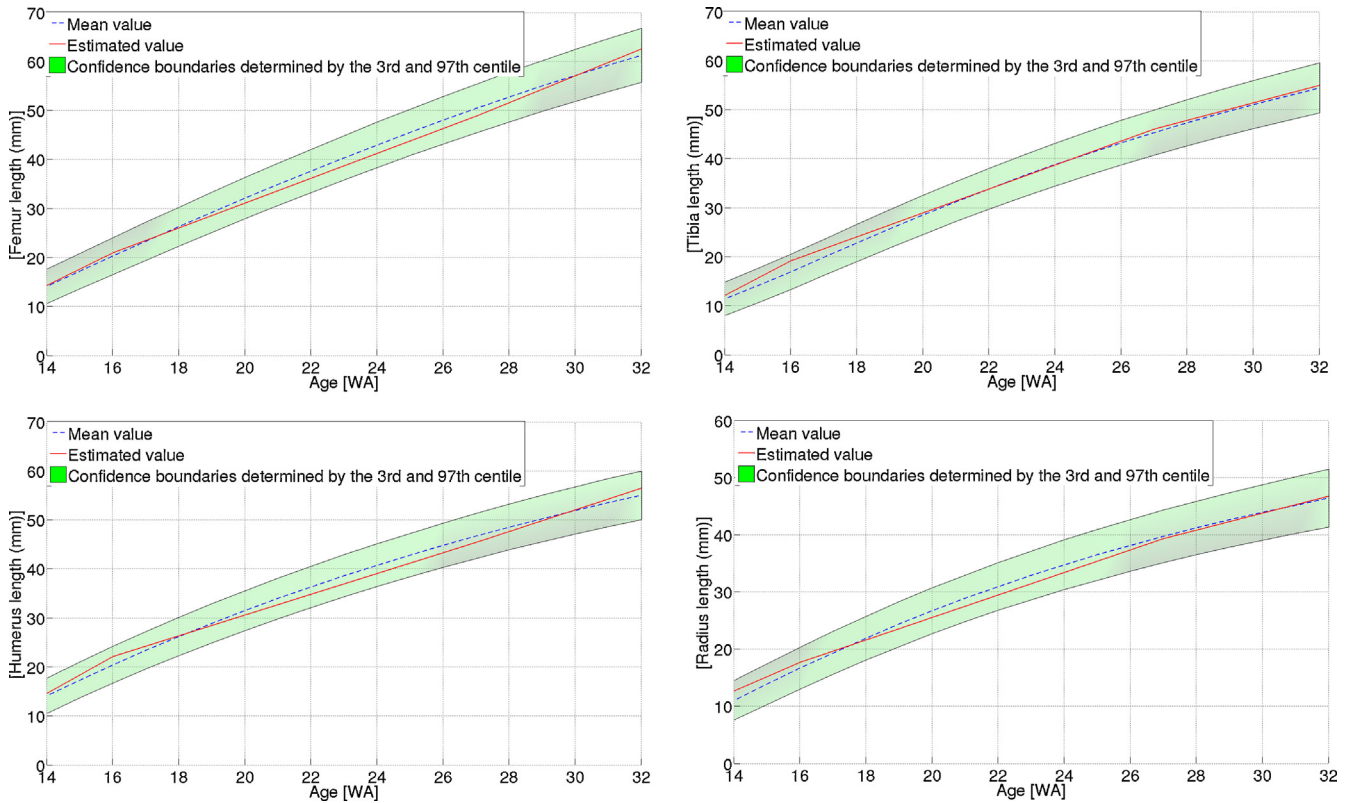 70
60
50
40
30
20
10
0
[Femur length (mm)]
Mean value
Estimated value
Confidence boundaries determined by the 3rd and 97th centile
14 16 18 20 22 24 26 28 30 32
Age [WA]
70
60
50
40
30
20
10
0
[Tibia length (mm)]
Mean value
Estimated value
Confidence boundaries determined by the 3rd and 97th centile
14 16 18 20 22 24 26 28 30 32
Age [WA]
70
60
50
40
30
20
10
0
[Humerus length (mm)]
Mean value
Estimated value
Confidence boundaries determined by the 3rd and 97th centile
14 16 18 20 22 24 26 28 30 32
Age [WA]
60
50
40
30
20
10
0
[Radius length (mm)]
Mean value
Estimated value
Confidence boundaries determined by the 3rd and 97th centile
14 16 18 20 22 24 26 28 30 32
Age [WA]